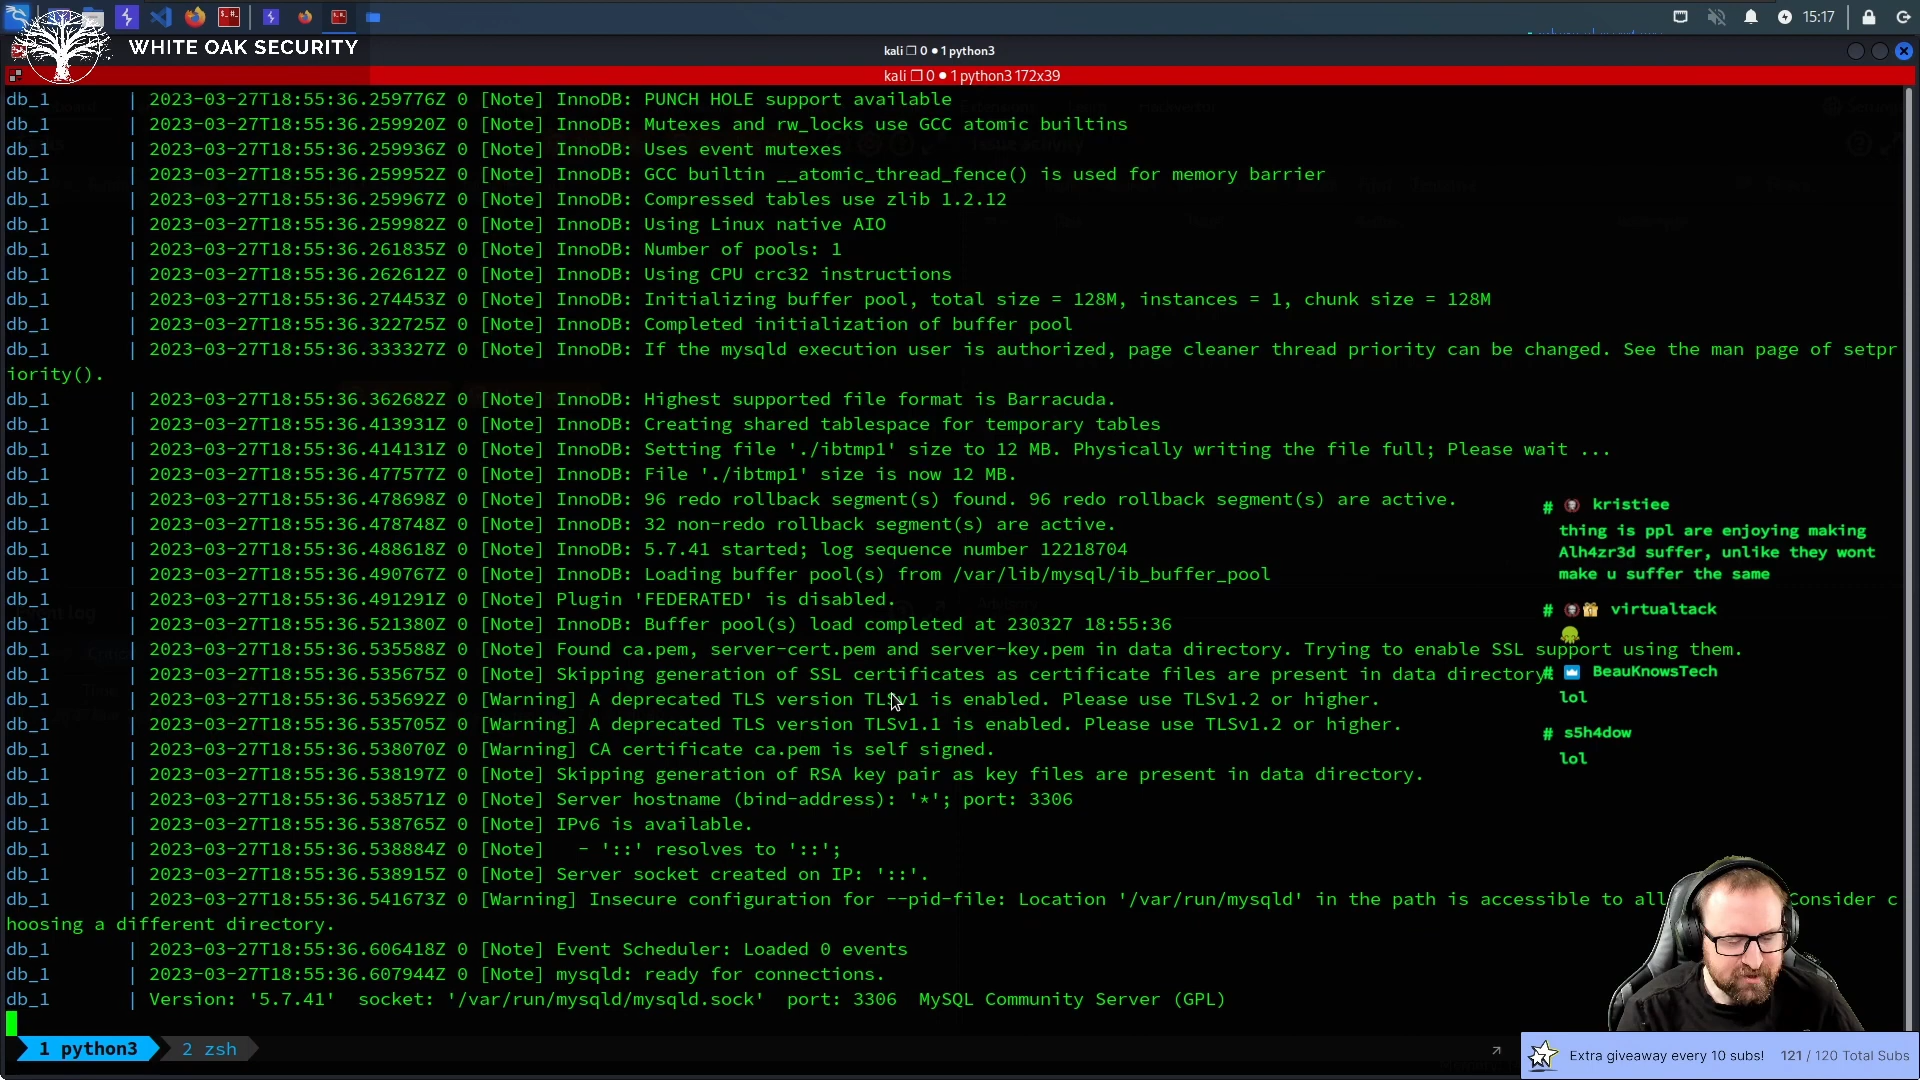 15:17
WHITE OAK SECURITY
kali 0 ● 1 python3
kali 0 ● 1 python3 172x39
db_1 | 2023-03-27T18:55:36.259776Z 0 [Note] InnoDB: PUNCH HOLE support available
db_1 | 2023-03-27T18:55:36.259920Z 0 [Note] InnoDB: Mutexes and rw_locks use GCC atomic builtins
db_1 | 2023-03-27T18:55:36.259936Z 0 [Note] InnoDB: Uses event mutexes
db_1 | 2023-03-27T18:55:36.259952Z 0 [Note] InnoDB: GCC builtin __atomic_thread_fence() is used for memory barrier
db_1 | 2023-03-27T18:55:36.259967Z 0 [Note] InnoDB: Compressed tables use zlib 1.2.12
db_1 | 2023-03-27T18:55:36.259982Z 0 [Note] InnoDB: Using Linux native AIO
db_1 | 2023-03-27T18:55:36.261835Z 0 [Note] InnoDB: Number of pools: 1
db_1 | 2023-03-27T18:55:36.262612Z 0 [Note] InnoDB: Using CPU crc32 instructions
db_1 | 2023-03-27T18:55:36.274453Z 0 [Note] InnoDB: Initializing buffer pool, total size = 128M, instances = 1, chunk size = 128M
db_1 | 2023-03-27T18:55:36.322725Z 0 [Note] InnoDB: Completed initialization of buffer pool
db_1 | 2023-03-27T18:55:36.333327Z 0 [Note] InnoDB: If the mysqld execution user is authorized, page cleaner thread priority can be changed. See the man page of setpr
iority().
db_1 | 2023-03-27T18:55:36.362682Z 0 [Note] InnoDB: Highest supported file format is Barracuda.
db_1 | 2023-03-27T18:55:36.413931Z 0 [Note] InnoDB: Creating shared tablespace for temporary tables
db_1 | 2023-03-27T18:55:36.414131Z 0 [Note] InnoDB: Setting file './ibtmp1' size to 12 MB. Physically writing the file full; Please wait ...
db_1 | 2023-03-27T18:55:36.477577Z 0 [Note] InnoDB: File './ibtmp1' size is now 12 MB.
db_1 | 2023-03-27T18:55:36.478698Z 0 [Note] InnoDB: 96 redo rollback segment(s) found. 96 redo rollback segment(s) are active.
db_1 | 2023-03-27T18:55:36.478748Z 0 [Note] InnoDB: 32 non-redo rollback segment(s) are active.
db_1 | 2023-03-27T18:55:36.488618Z 0 [Note] InnoDB: 5.7.41 started; log sequence number 12218704
db_1 | 2023-03-27T18:55:36.490767Z 0 [Note] InnoDB: Loading buffer pool(s) from /var/lib/mysql/ib_buffer_pool
db_1 | 2023-03-27T18:55:36.491291Z 0 [Note] Plugin 'FEDERATED' is disabled.
db_1 | 2023-03-27T18:55:36.521380Z 0 [Note] InnoDB: Buffer pool(s) load completed at 230327 18:55:36
db_1 | 2023-03-27T18:55:36.535588Z 0 [Note] Found ca.pem, server-cert.pem and server-key.pem in data directory. Trying to enable SSL support using them.
db_1 | 2023-03-27T18:55:36.535675Z 0 [Note] Skipping generation of SSL certificates as certificate files are present in data directory
db_1 | 2023-03-27T18:55:36.535692Z 0 [Warning] A deprecated TLS version TLSv1 is enabled. Please use TLSv1.2 or higher.
db_1 | 2023-03-27T18:55:36.535705Z 0 [Warning] A deprecated TLS version TLSv1.1 is enabled. Please use TLSv1.2 or higher.
db_1 | 2023-03-27T18:55:36.538070Z 0 [Warning] CA certificate ca.pem is self signed.
db_1 | 2023-03-27T18:55:36.538197Z 0 [Note] Skipping generation of RSA key pair as key files are present in data directory.
db_1 | 2023-03-27T18:55:36.538571Z 0 [Note] Server hostname (bind-address): '*'; port: 3306
db_1 | 2023-03-27T18:55:36.538765Z 0 [Note] IPv6 is available.
db_1 | 2023-03-27T18:55:36.538884Z 0 [Note]   - '::' resolves to '::';
db_1 | 2023-03-27T18:55:36.538915Z 0 [Note] Server socket created on IP: '::'.
db_1 | 2023-03-27T18:55:36.541673Z 0 [Warning] Insecure configuration for --pid-file: Location '/var/run/mysqld' in the path is accessible to all Consider c
hoosing a different directory.
db_1 | 2023-03-27T18:55:36.606418Z 0 [Note] Event Scheduler: Loaded 0 events
db_1 | 2023-03-27T18:55:36.607944Z 0 [Note] mysqld: ready for connections.
db_1 | Version: '5.7.41'  socket: '/var/run/mysqld/mysqld.sock'  port: 3306  MySQL Community Server (GPL)
# kristiee
thing is ppl are enjoying making
Alh4zr3d suffer, unlike they wont
make u suffer the same
# virtualtack
# BeauKnowsTech
lol
# s5h4dow
lol
1 python3 2 zsh
Extra giveaway every 10 subs! 121 / 120 Total Subs